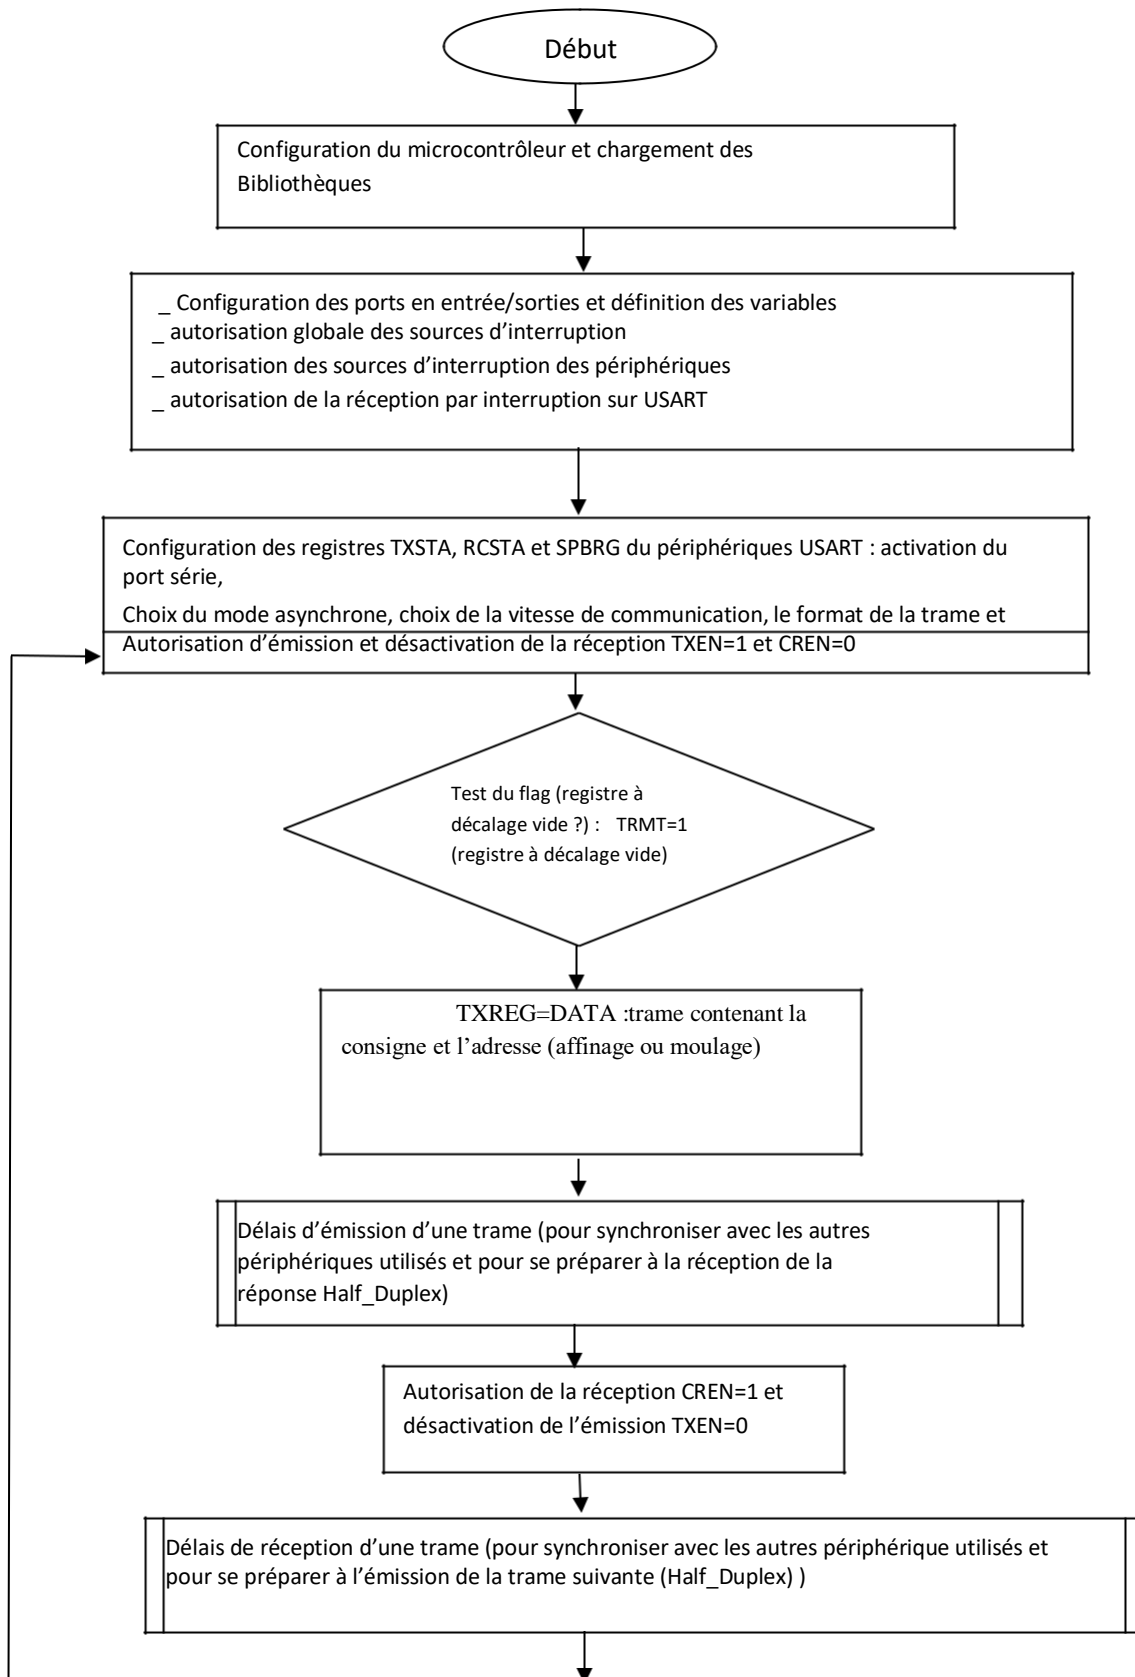 Début
Configuration du microcontrôleur et chargement des
Bibliothèques
_ Configuration des ports en entrée/sorties et définition des variables
_ autorisation globale des sources d’interruption
_ autorisation des sources d’interruption des périphériques
_ autorisation de la réception par interruption sur USART
Configuration des registres TXSTA, RCSTA et SPBRG du périphériques USART : activation du
port série,
Choix du mode asynchrone, choix de la vitesse de communication, le format de la trame et
Autorisation d’émission et désactivation de la réception TXEN=1 et CREN=0
Test du flag (registre à
décalage vide ?) : TRMT=1
(registre à décalage vide)
TXREG=DATA :trame contenant la
consigne et l’adresse (affinage ou moulage)
Délais d’émission d’une trame (pour synchroniser avec les autres
périphériques utilisés et pour se préparer à la réception de la
réponse Half_Duplex)
Autorisation de la réception CREN=1 et
désactivation de l’émission TXEN=0
Délais de réception d’une trame (pour synchroniser avec les autres périphérique utilisés et
pour se préparer à l’émission de la trame suivante (Half_Duplex) )